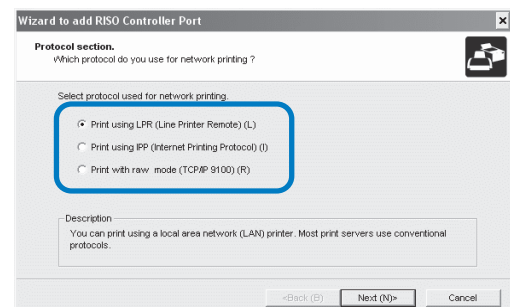 Wizard to add RISO Controller Port
Protocol section.
Which protocol do you use for network printing ?
Select protocol used for network printing.
Print using LPR (Line Printer Remote) (L)
Print using IPP (Internet Printing Protocol) (I)
Print with raw mode (TCP/IP 9100) (R)
Description
You can print using a local area network (LAN) printer. Most print servers use conventional
protocols.
<Back (B) Next (N)> Cancel